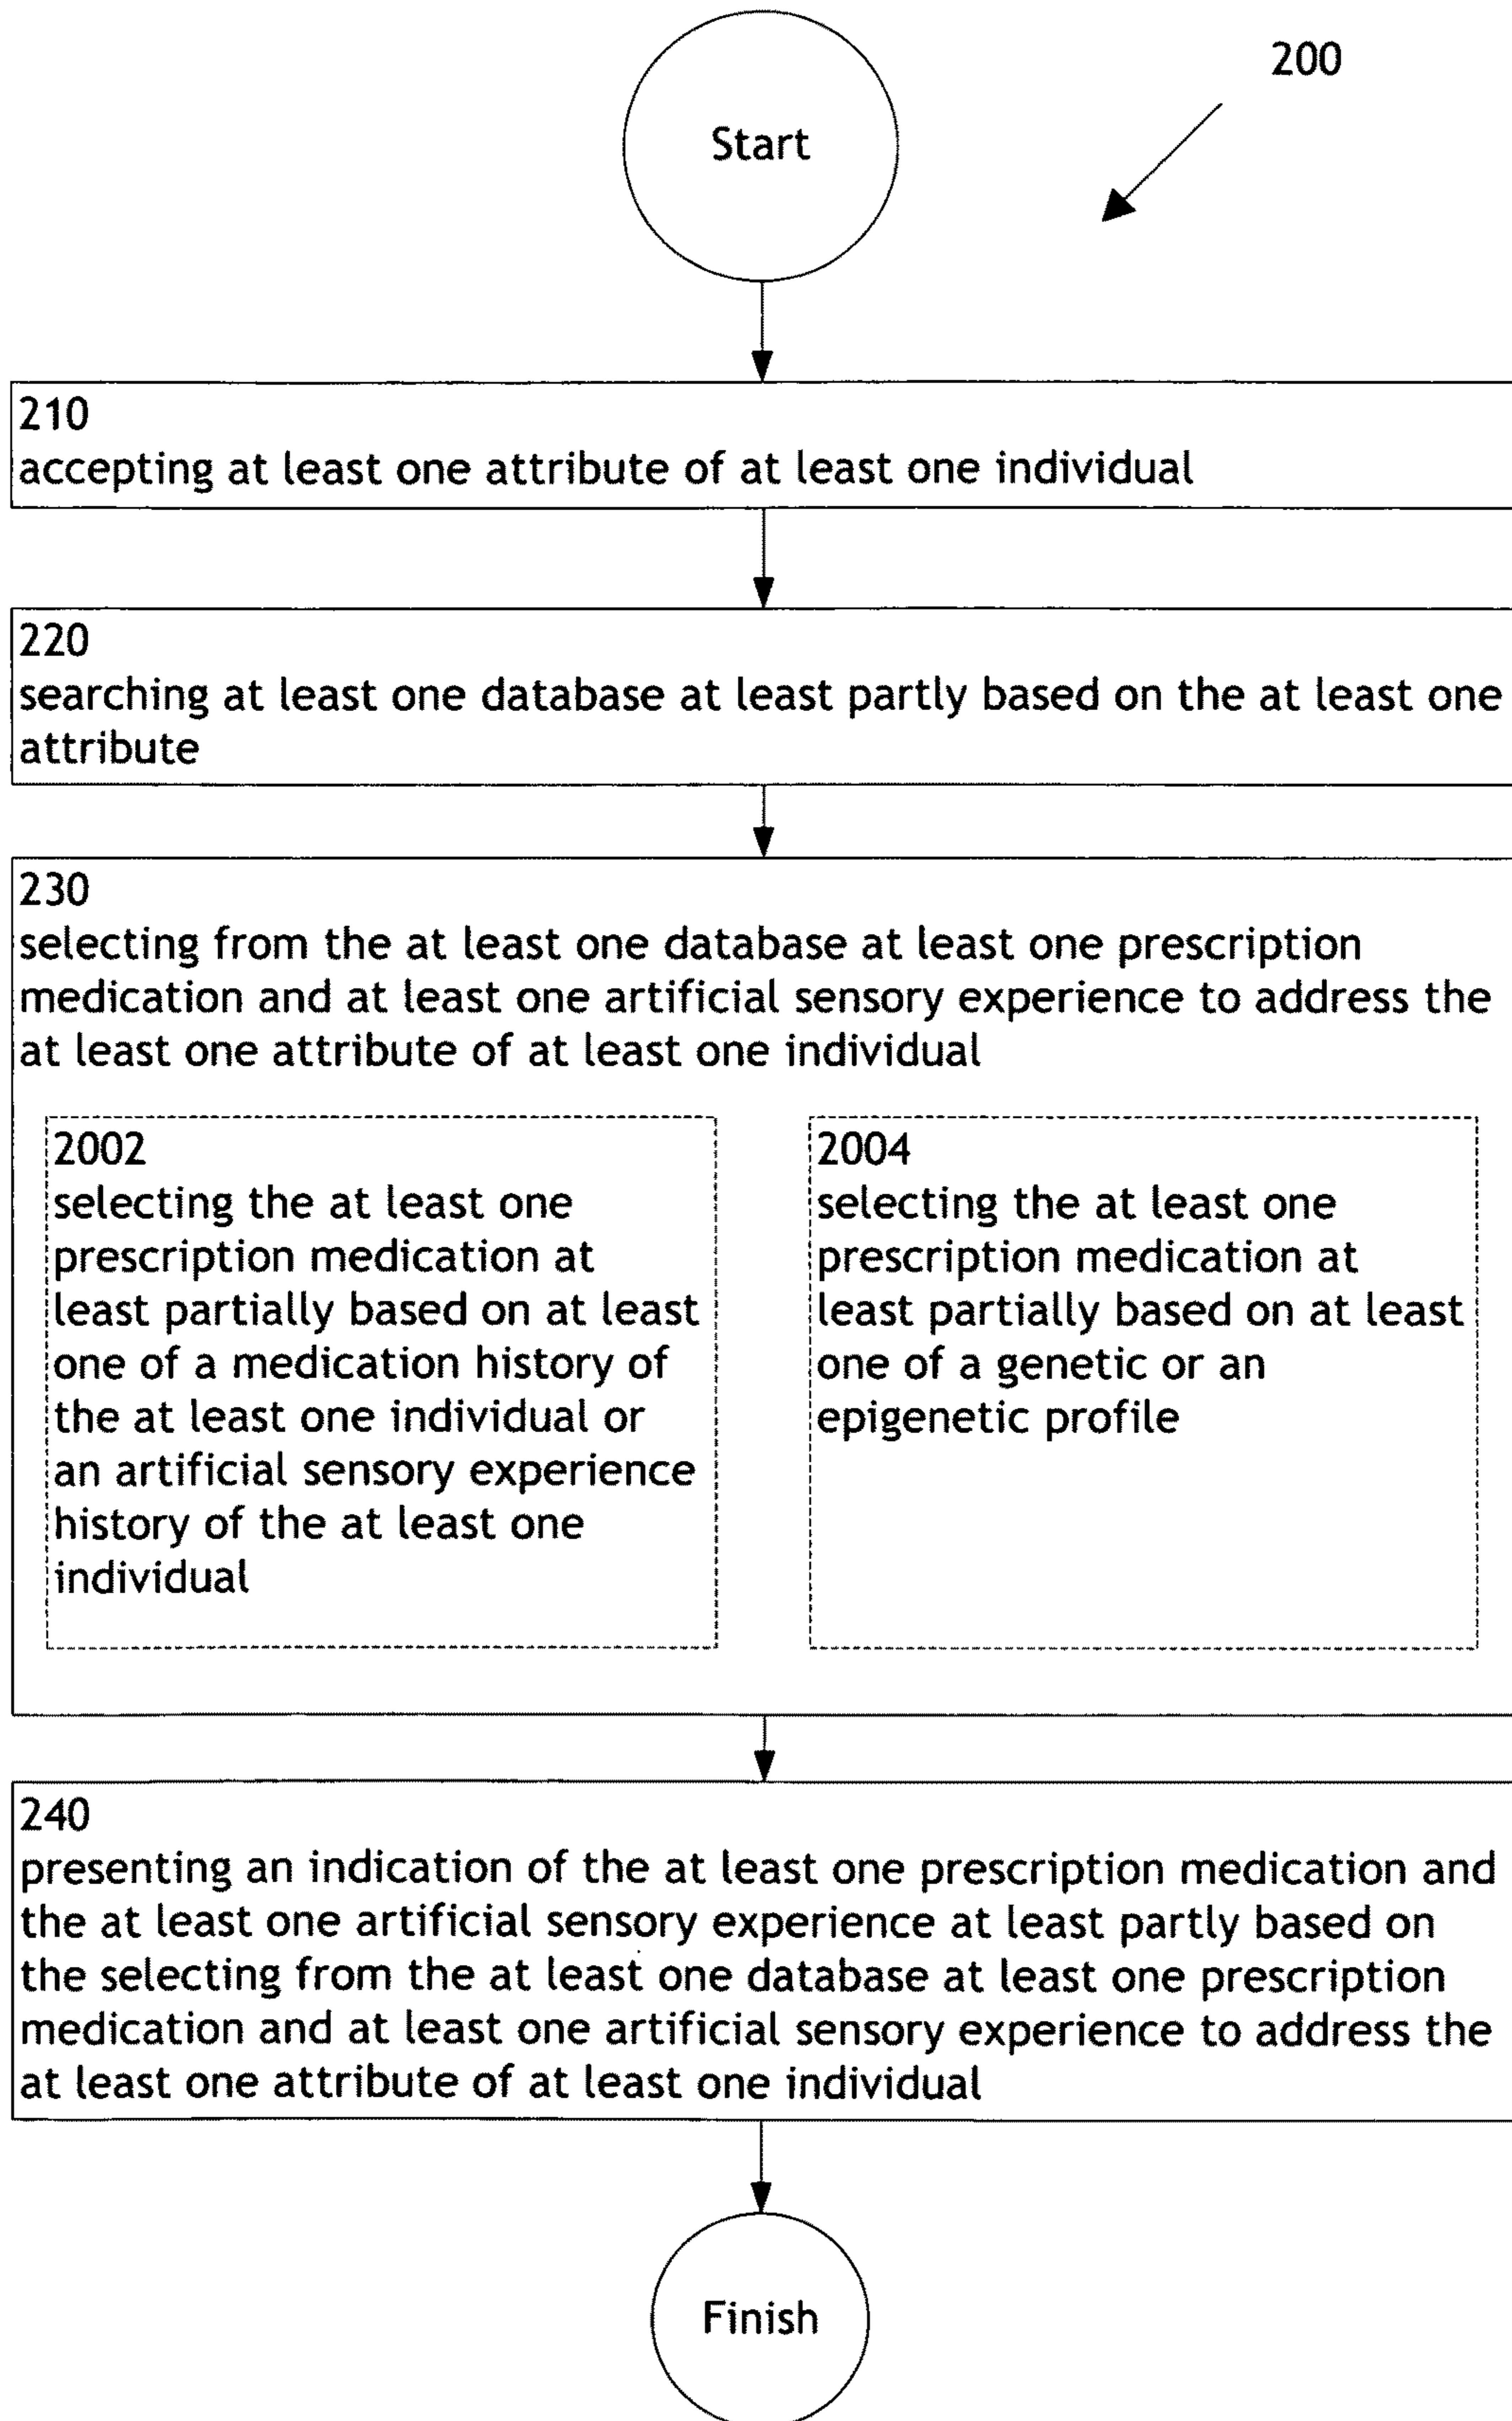 Start
200
210
accepting at least one attribute of at least one individual
220
searching at least one database at least partly based on the at least one
attribute
230
selecting from the at least one database at least one prescription
medication and at least one artificial sensory experience to address the
at least one attribute of at least one individual
2002
selecting the at least one
prescription medication at
least partially based on at least
one of a medication history of
the at least one individual or
an artificial sensory experience
history of the at least one
individual
2004
selecting the at least one
prescription medication at
least partially based on at least
one of a genetic or an
epigenetic profile
240
presenting an indication of the at least one prescription medication and
the at least one artificial sensory experience at least partly based on
the selecting from the at least one database at least one prescription
medication and at least one artificial sensory experience to address the
at least one attribute of at least one individual
Finish